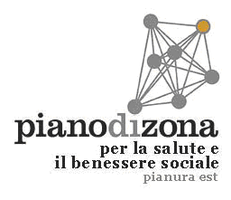 pianodizona
per la salute e
il benessere sociale
pianura est